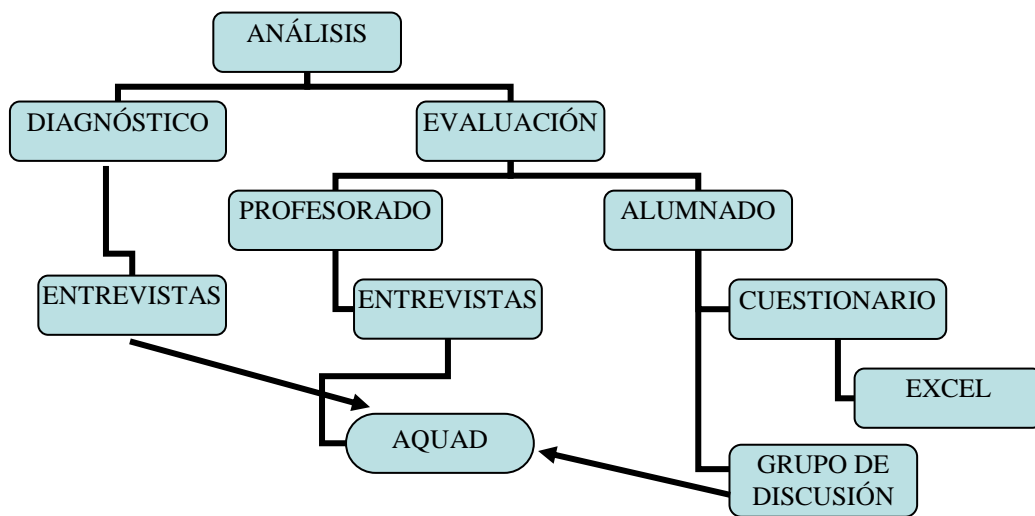 ANÁLISIS
DIAGNÓSTICO
EVALUACIÓN
PROFESORADO
ALUMNADO
ENTREVISTAS
ENTREVISTAS
CUESTIONARIO
EXCEL
AQUAD
GRUPO DE
DISCUSIÓN